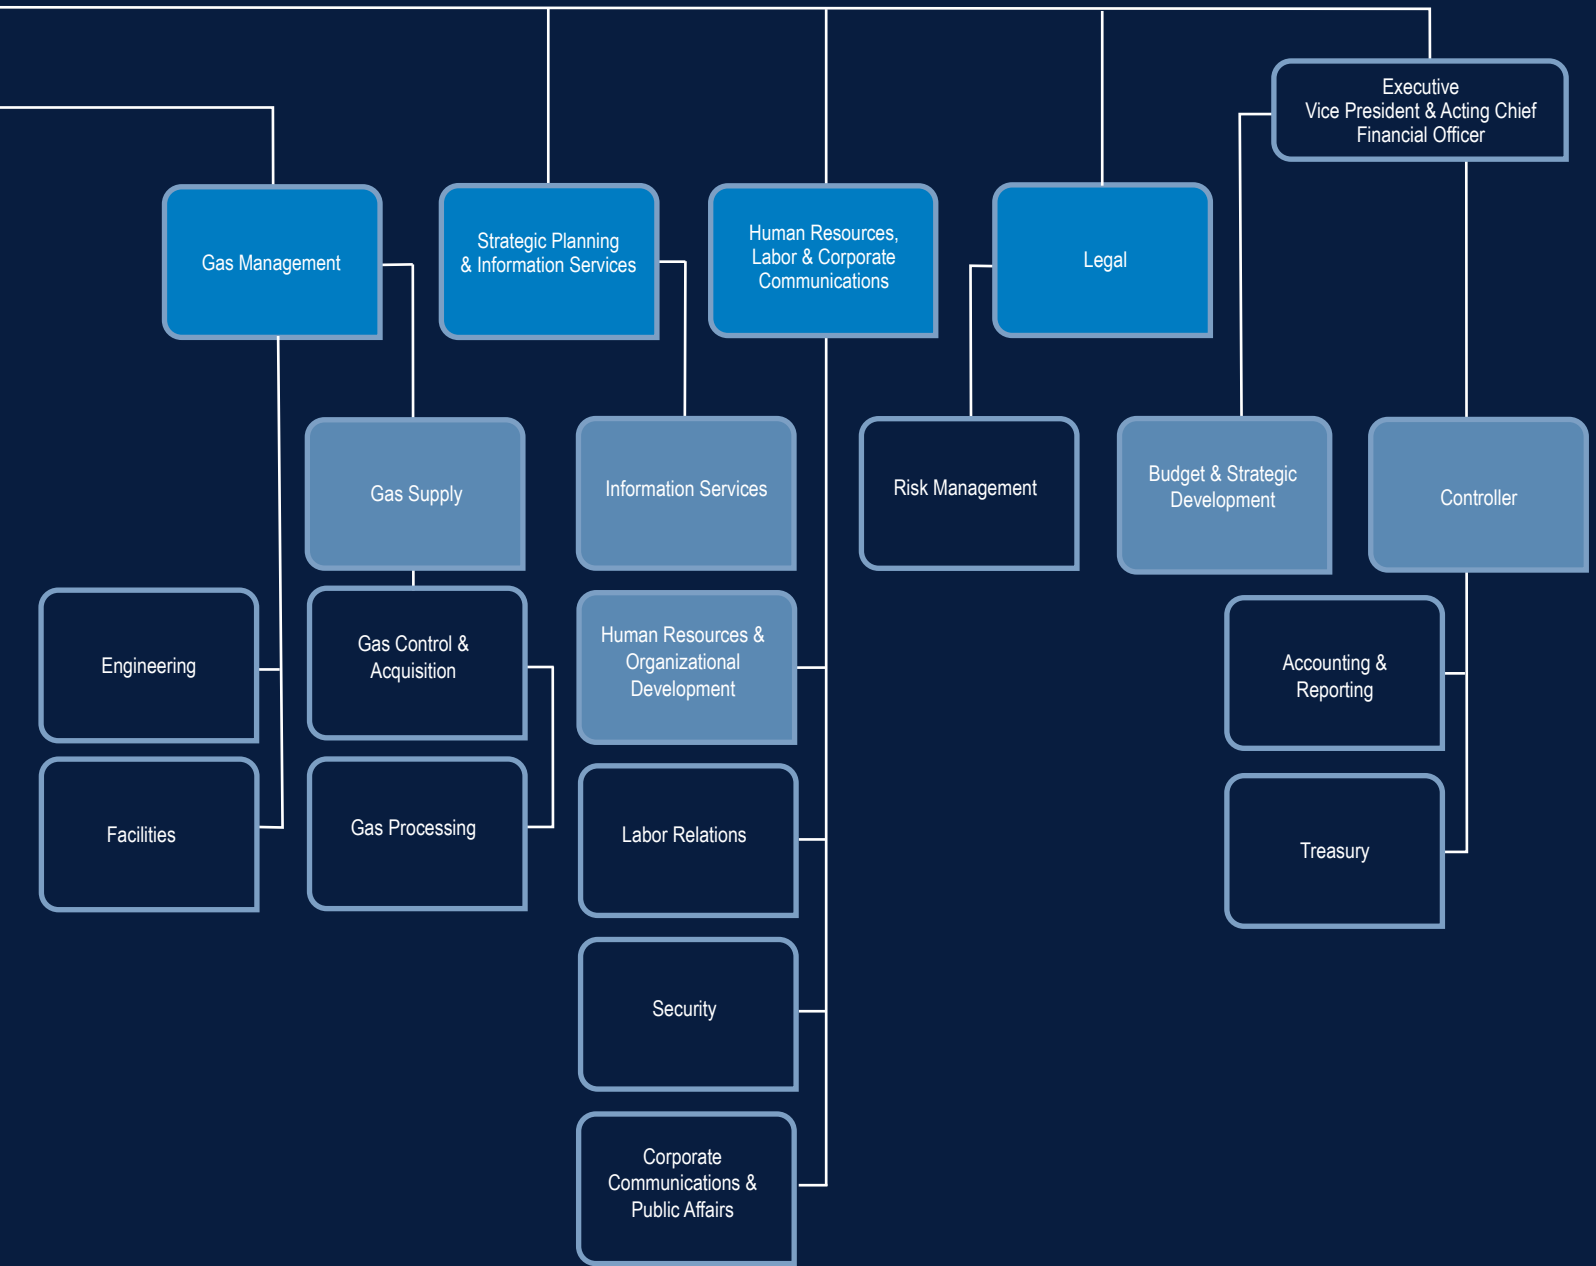 Executive
Vice President & Acting Chief
Financial Officer
Gas Management
Strategic Planning
& Information Services
Human Resources,
Labor & Corporate
Communications
Legal
Gas Supply
Information Services
Risk Management
Budget & Strategic
Development
Controller
Engineering
Gas Control &
Acquisition
Human Resources &
Organizational
Development
Accounting &
Reporting
Facilities
Gas Processing
Labor Relations
Treasury
Security
Corporate
Communications &
Public Affairs